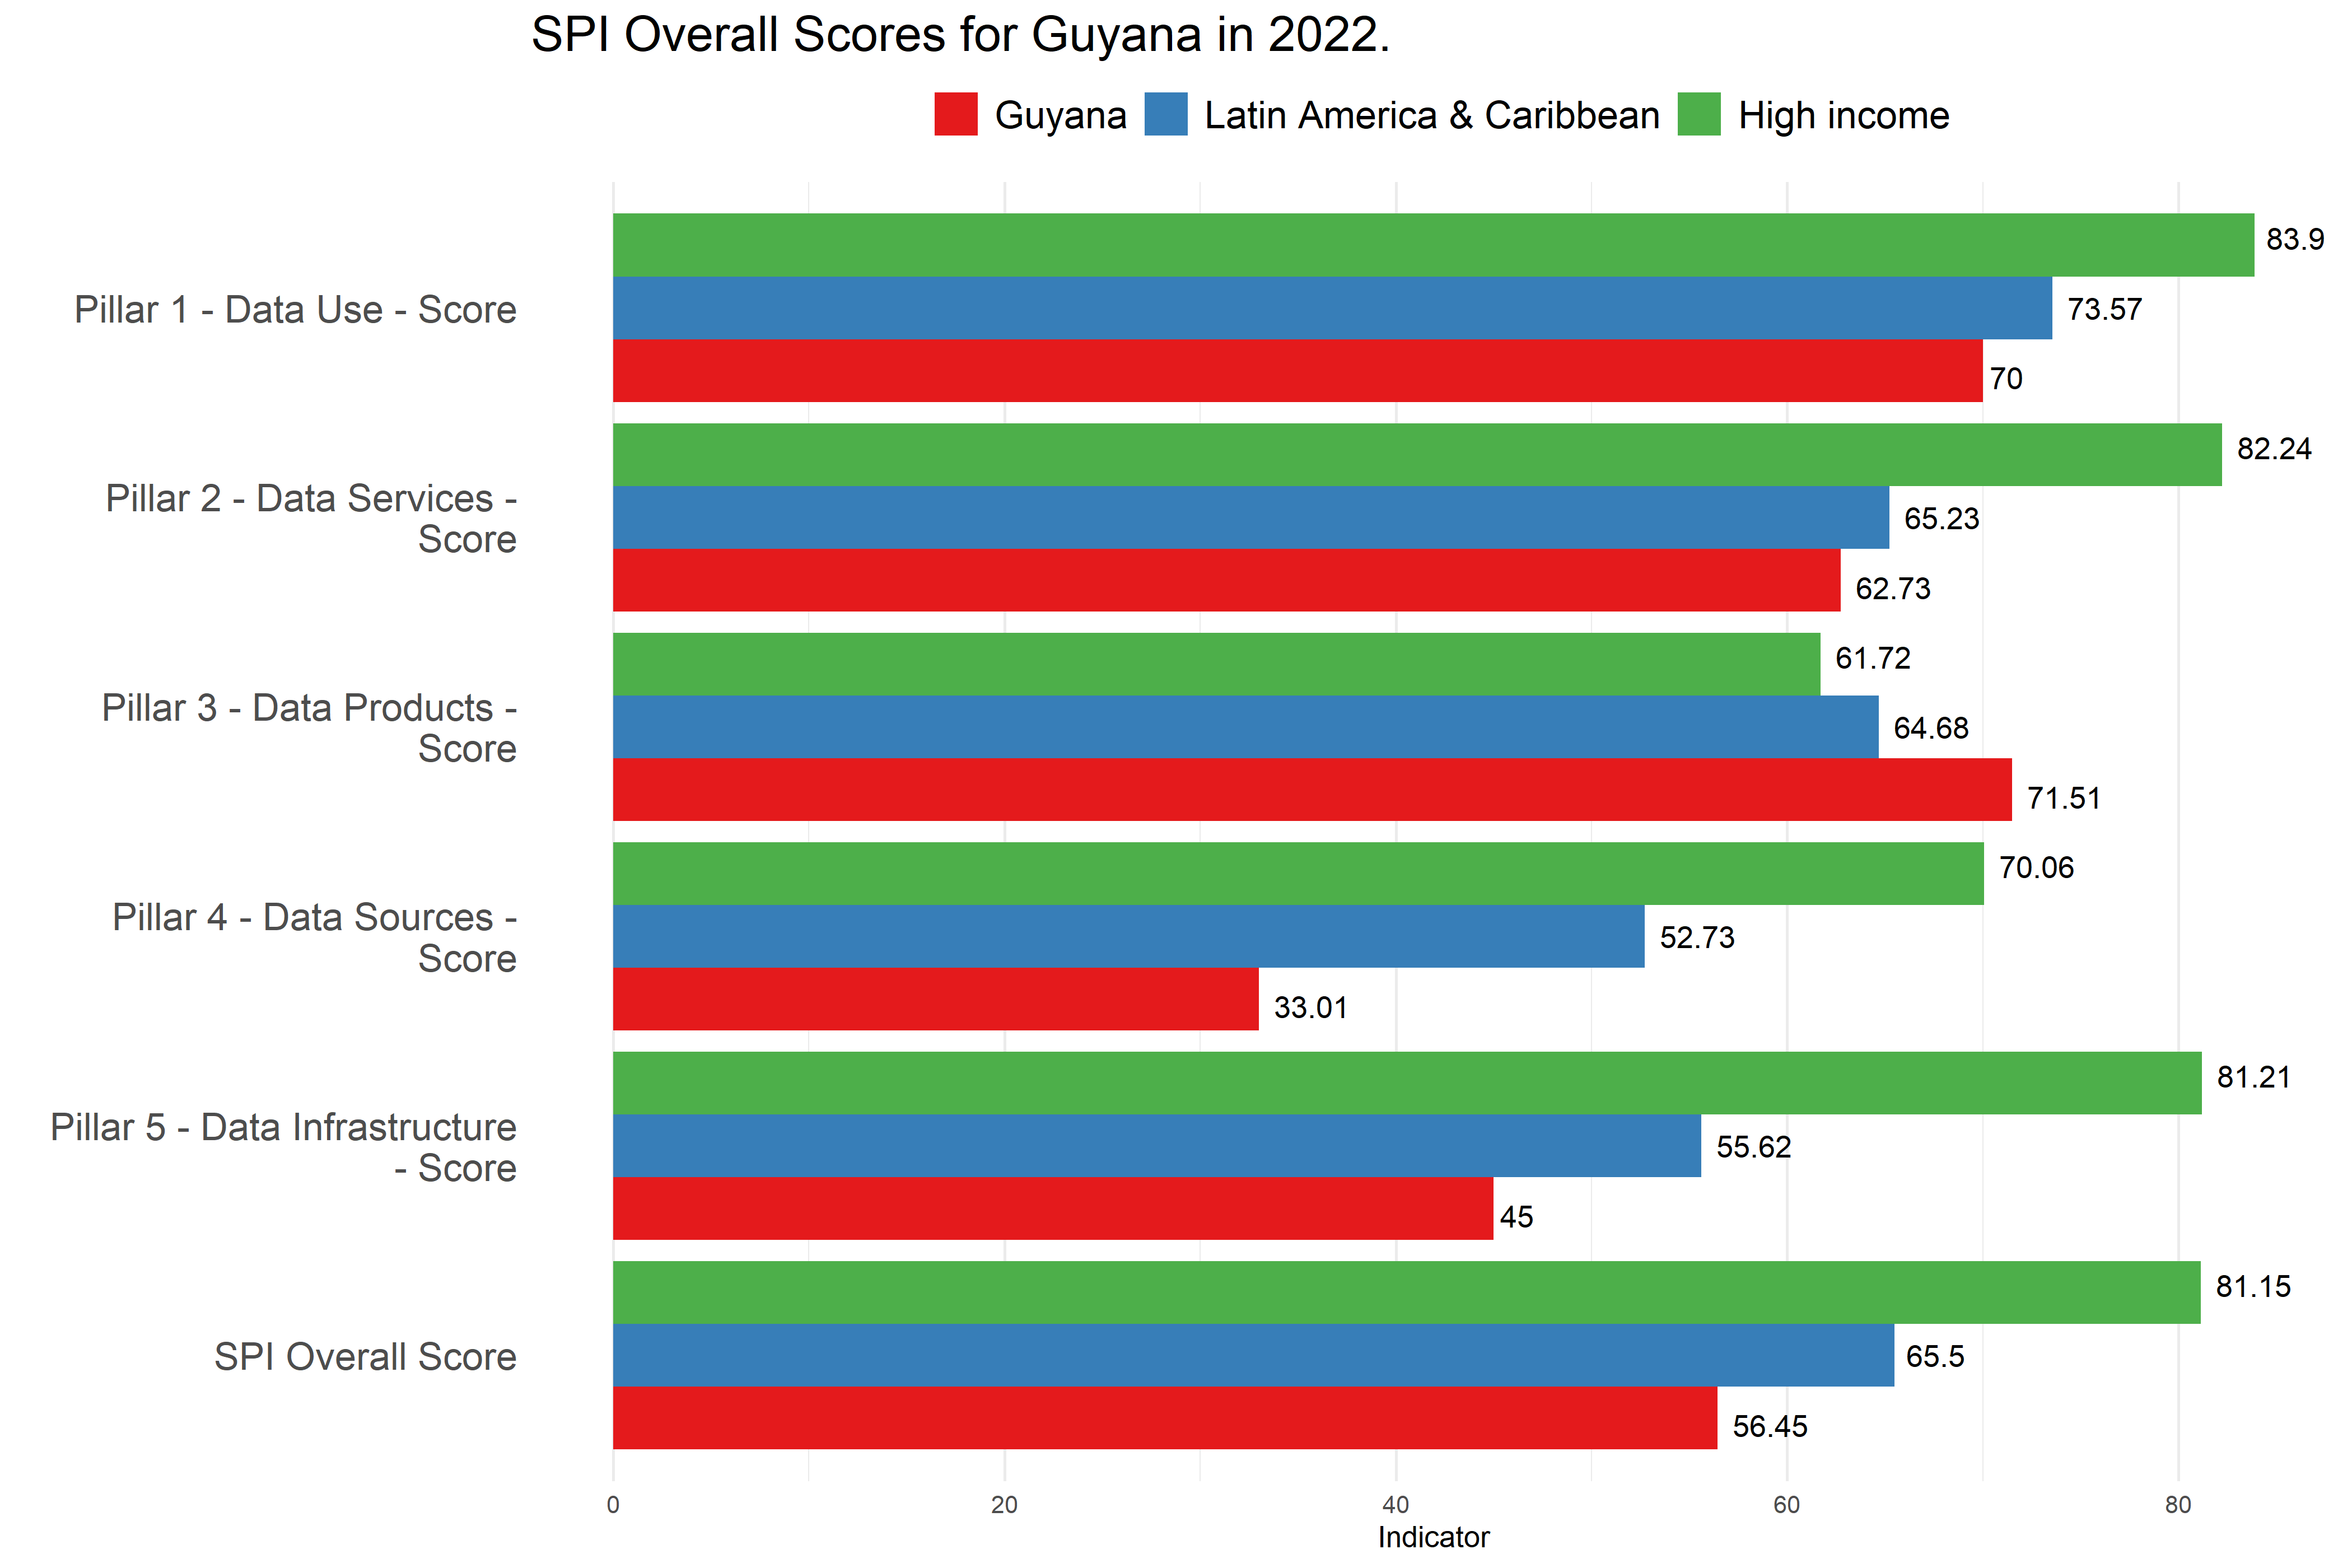 SPI Overall Scores for Guyana in 2022.
Guyana Latin America & Caribbean High income
Pillar 1 - Data Use - Score
83.9
73.57
70
Pillar 2 - Data Services -
Score
82.24
65.23
62.73
Pillar 3 - Data Products -
Score
61.72
64.68
71.51
Pillar 4 - Data Sources -
Score
70.06
52.73
33.01
Pillar 5 - Data Infrastructure
- Score
81.21
55.62
45
SPI Overall Score
81.15
65.5
56.45
0 20 40 60 80
Indicator